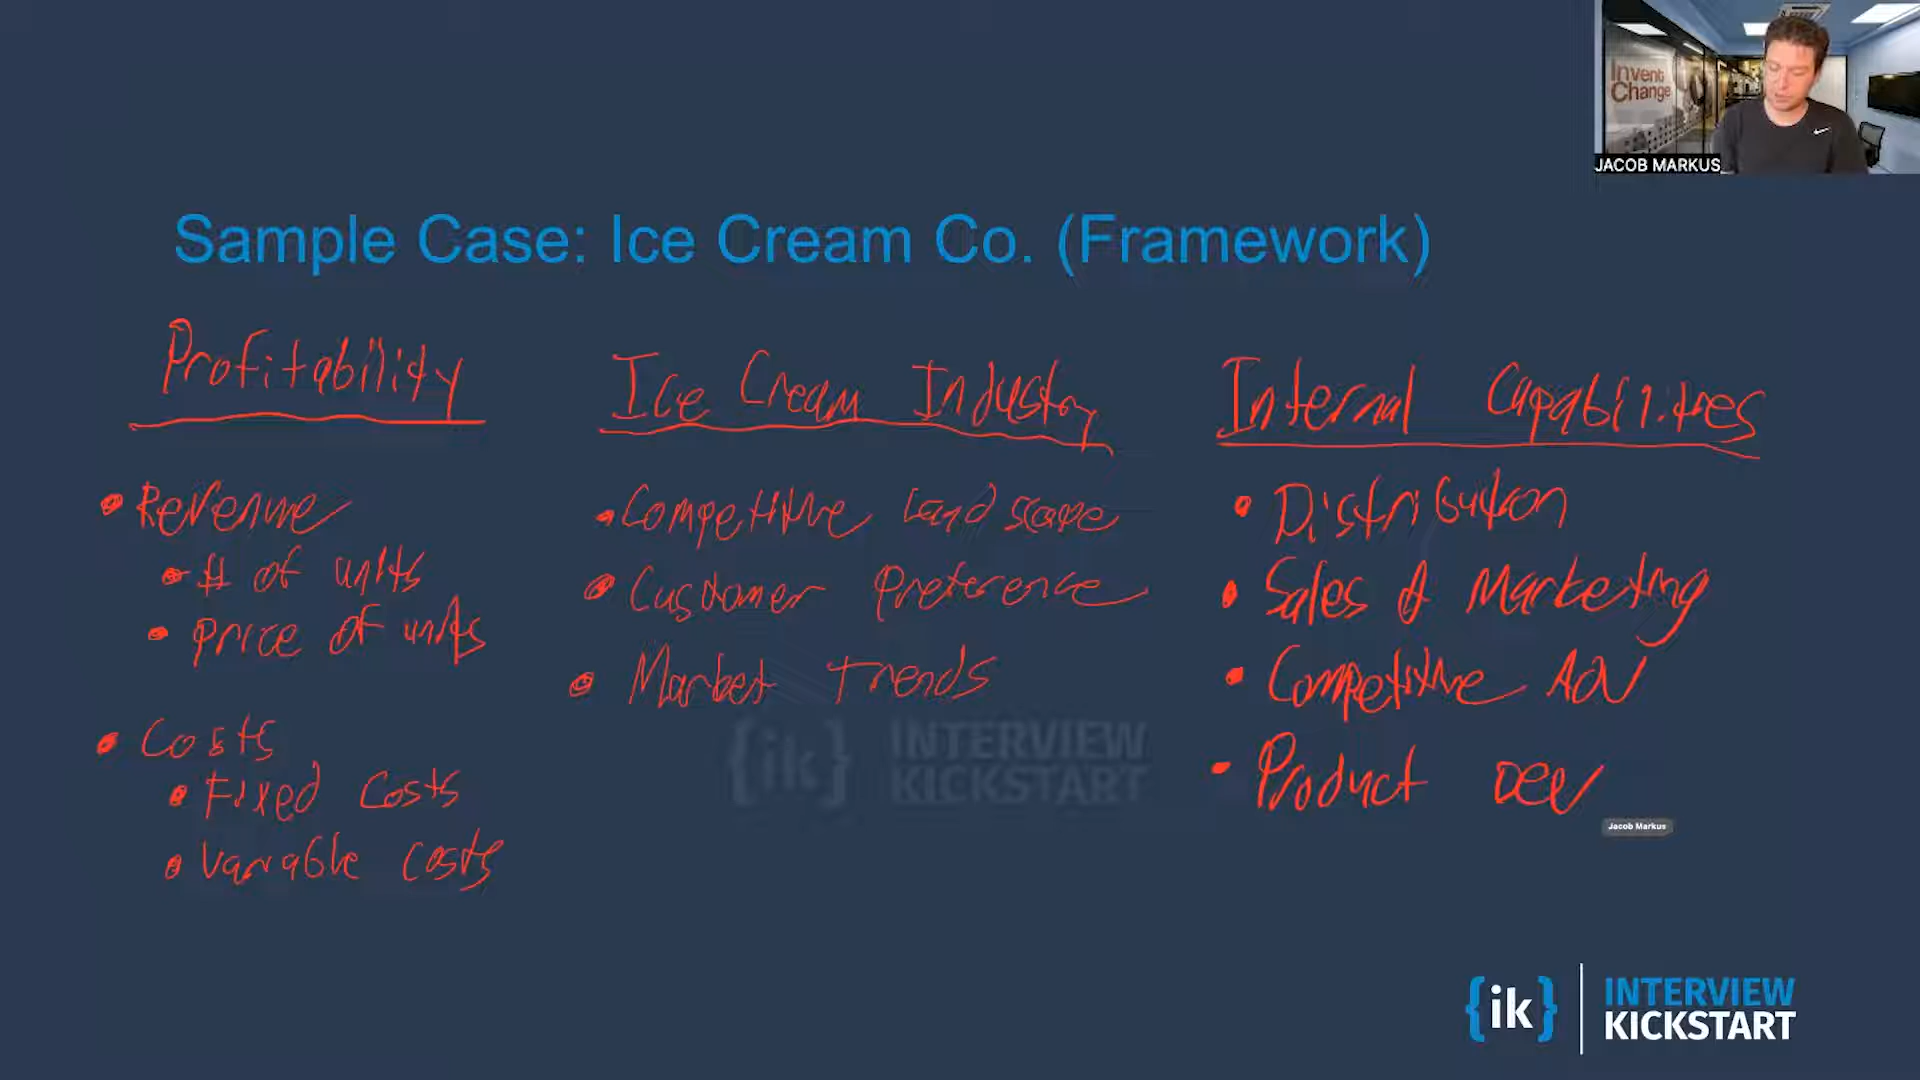 Invent
Change
JACOB MARKUS
Sample Case: Ice Cream Co. (Framework)
Profitability
• Revenue
• # of units
• Price of units
• Costs
• Fixed Costs
• Variable Costs
Ice Cream Industry
• Competitive Landscape
• Customer Preference
• Market Trends
Internal Capabilities
• Distribution
• Sales & Marketing
• Competitive Adv
• Product Dev
Jacob Markus
{ik} INTERVIEW
KICKSTART
{ik} INTERVIEW
KICKSTART